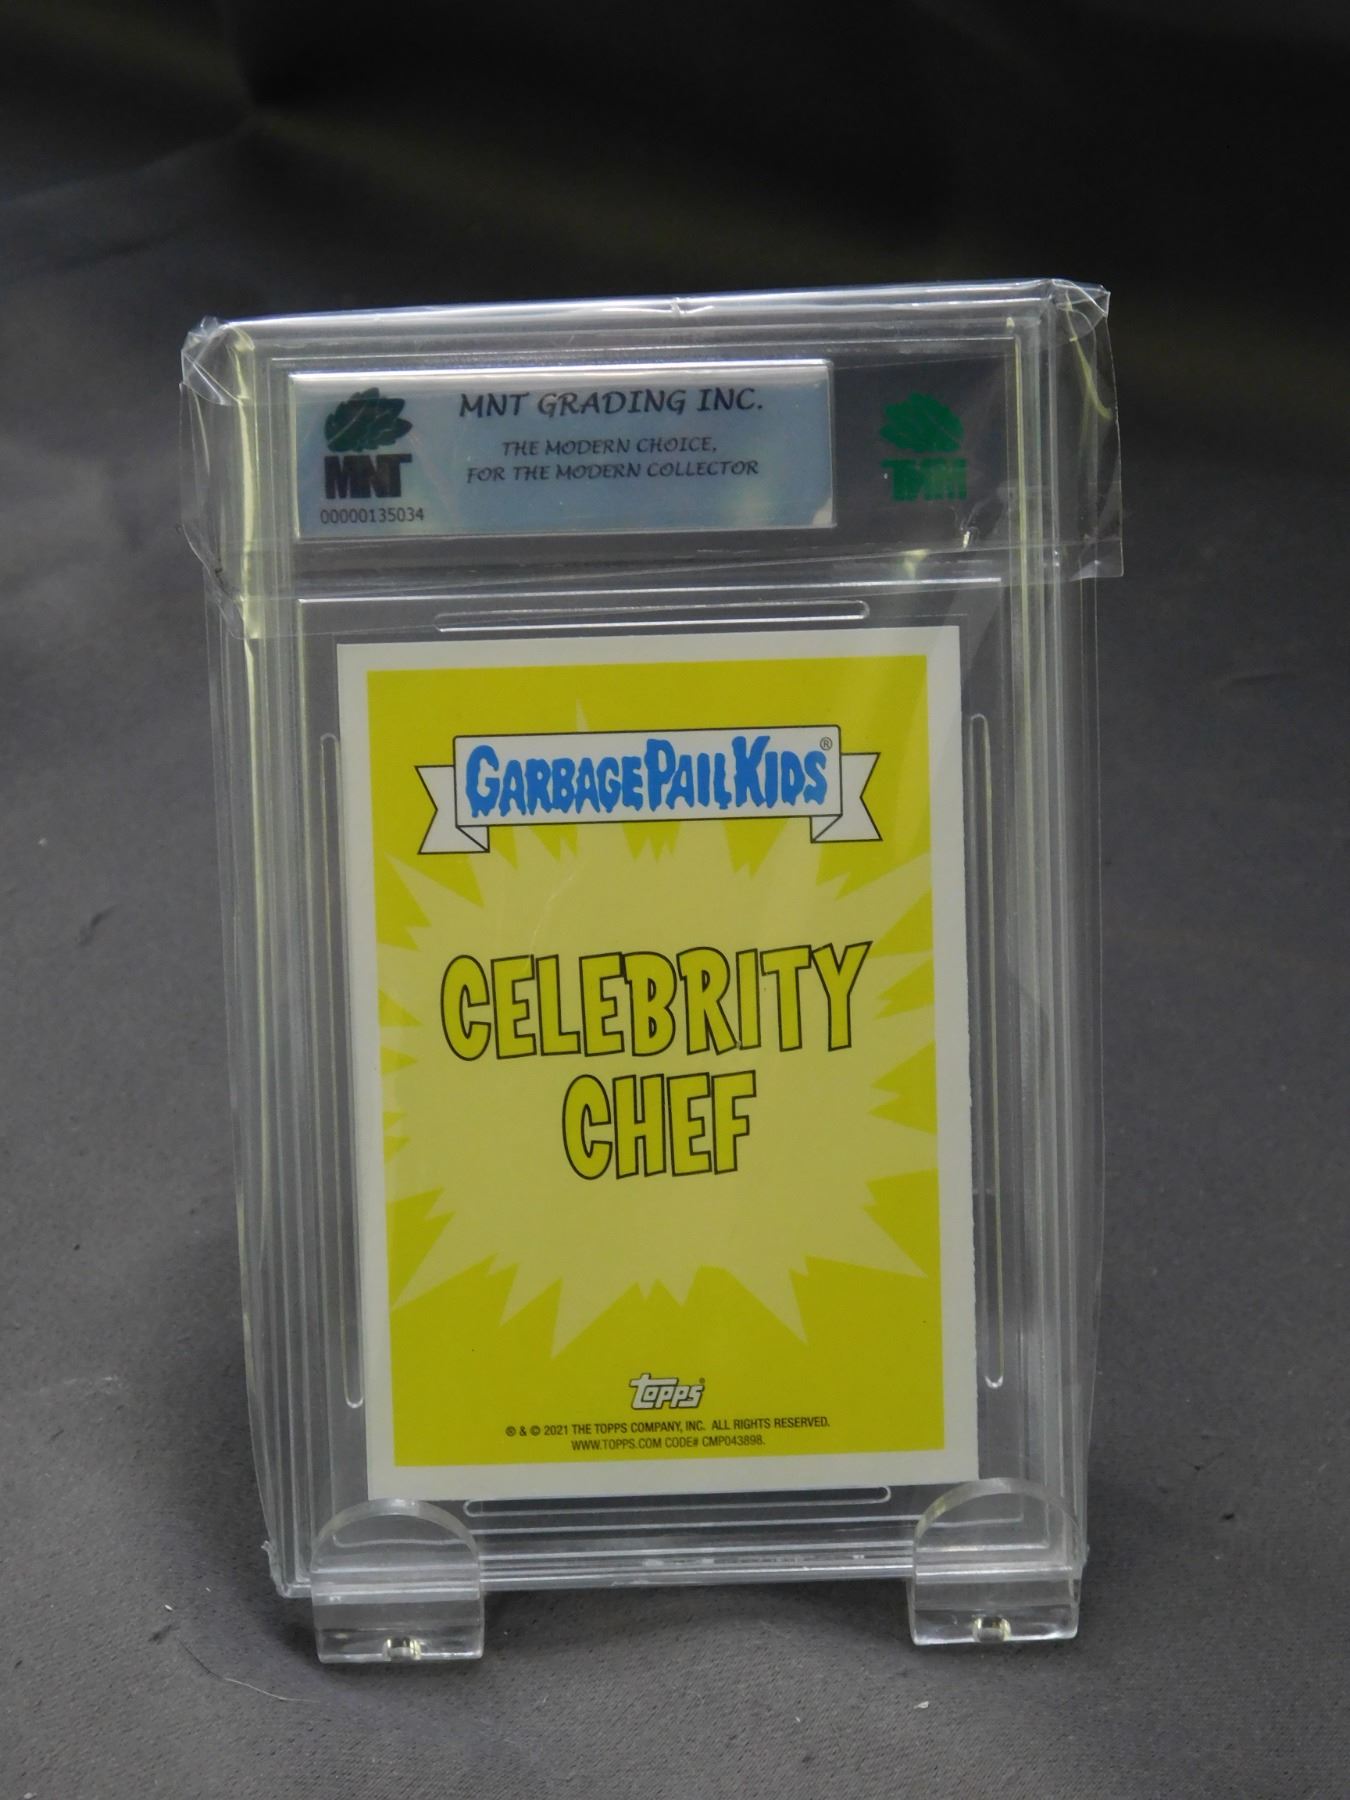 MNT GRADING INC.
THE MODERN CHOICE,
FOR THE MODERN COLLECTOR
MNT
00000135034
MNT
GARBAGE PAIL KIDS®
CELEBRITY
CHEF
topps®
® & © 2021 THE TOPPS COMPANY, INC. ALL RIGHTS RESERVED.
WWW.TOPPS.COM CODE# CMP043898.